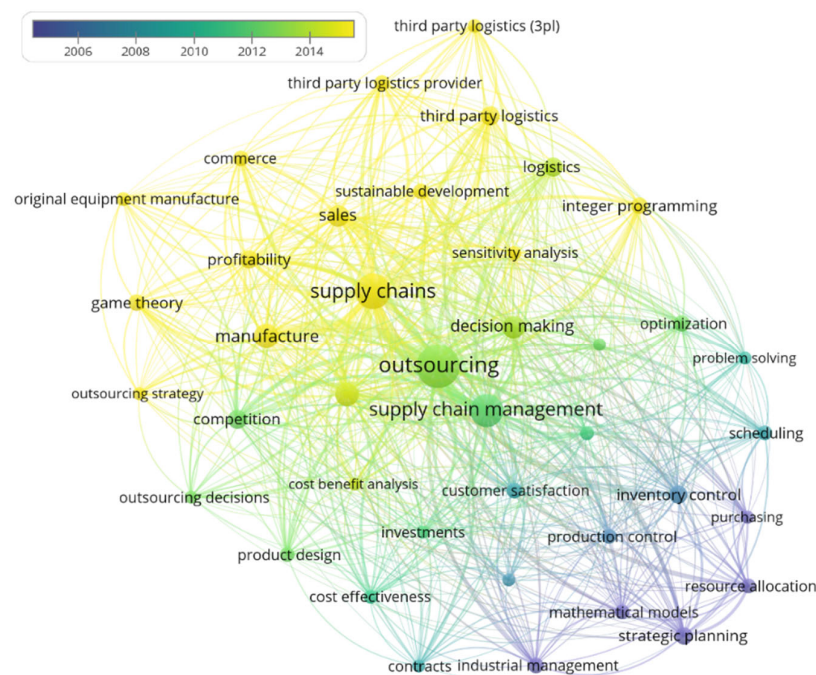 third party logistics (3pl)
2006 2008 2010 2012 2014
third party logistics provider
third party logistics
commerce
logistics
sustainable development
original equipment manufacture
integer programming
sales
sensitivity analysis
profitability
supply chains
game theory
decision making
optimization
manufacture
problem solving
outsourcing
outsourcing strategy
supply chain management
competition
scheduling
cost benefit analysis
customer satisfaction
inventory control
outsourcing decisions
purchasing
investments
production control
product design
resource allocation
cost effectiveness
mathematical models
strategic planning
contracts
industrial management